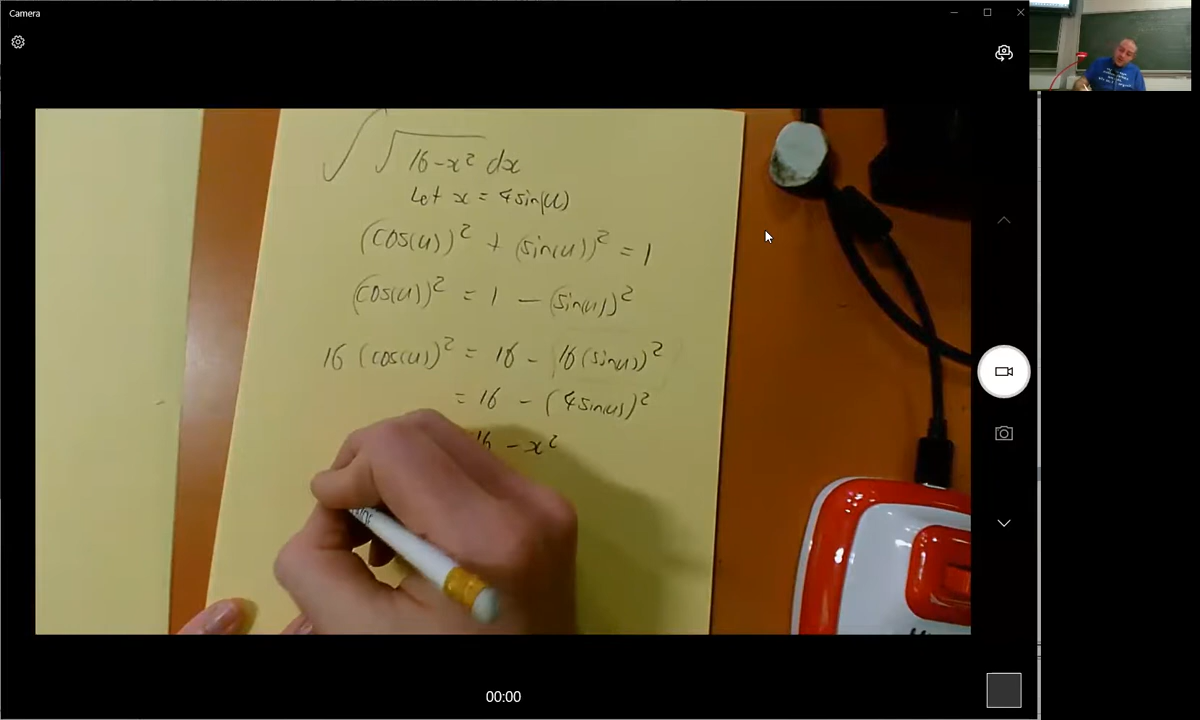 Camera
∫ √16-x² dx
Let x = 4sin(u)
(cos(u))² + (sin(u))² = 1
(cos(u))² = 1 - (sin(u))²
16 (cos(u))² = 16 - 16(sin(u))²
= 16 - (4sin(u))²
16 - x²
00:00